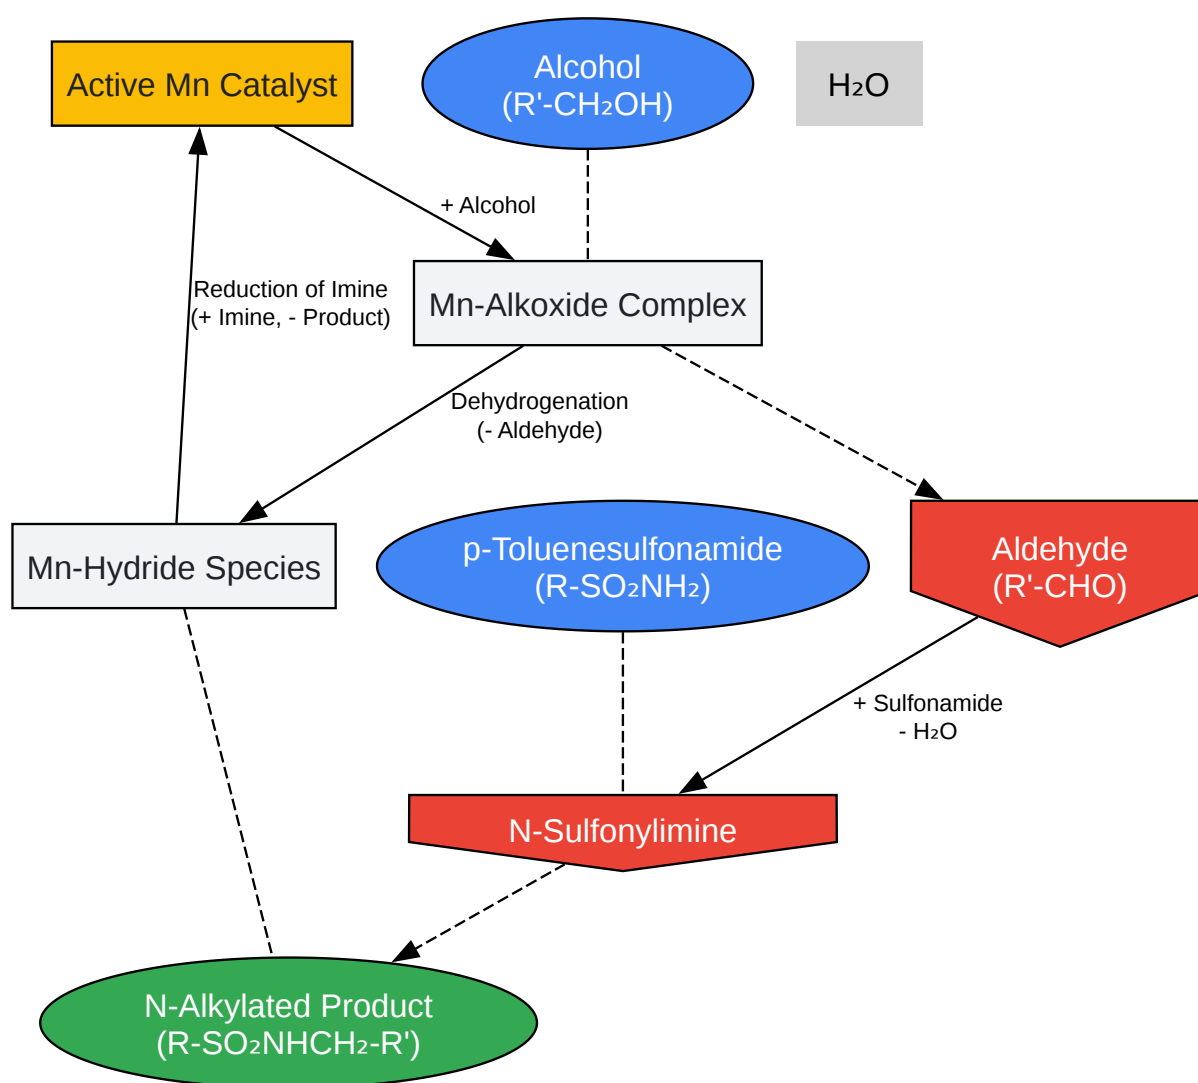 Active Mn Catalyst
Alcohol
(R'-CH₂OH)
H₂O
+ Alcohol
Reduction of Imine
(+ Imine, - Product)
Mn-Alkoxide Complex
Dehydrogenation
(- Aldehyde)
Mn-Hydride Species
p-Toluenesulfonamide
(R-SO₂NH₂)
Aldehyde
(R'-CHO)
+ Sulfonamide
- H₂O
N-Sulfonylimine
N-Alkylated Product
(R-SO₂NHCH₂-R')